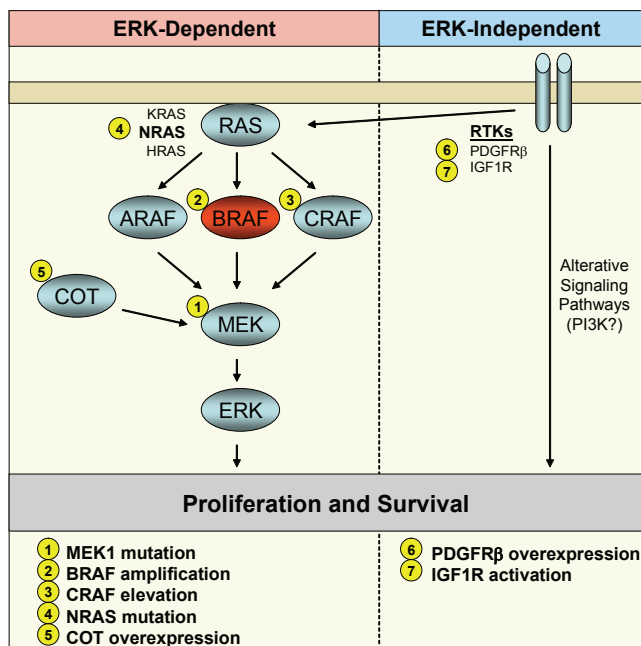 ERK-Dependent
ERK-Independent
KRAS
4 NRAS
HRAS
RAS
RTKs
6 PDGFRβ
7 IGF1R
2
3
ARAF
BRAF
CRAF
5
COT
1
MEK
Alterative
Signaling
Pathways
(PI3K?)
ERK
Proliferation and Survival
1 MEK1 mutation
2 BRAF amplification
3 CRAF elevation
4 NRAS mutation
5 COT overexpression
6 PDGFRβ overexpression
7 IGF1R activation